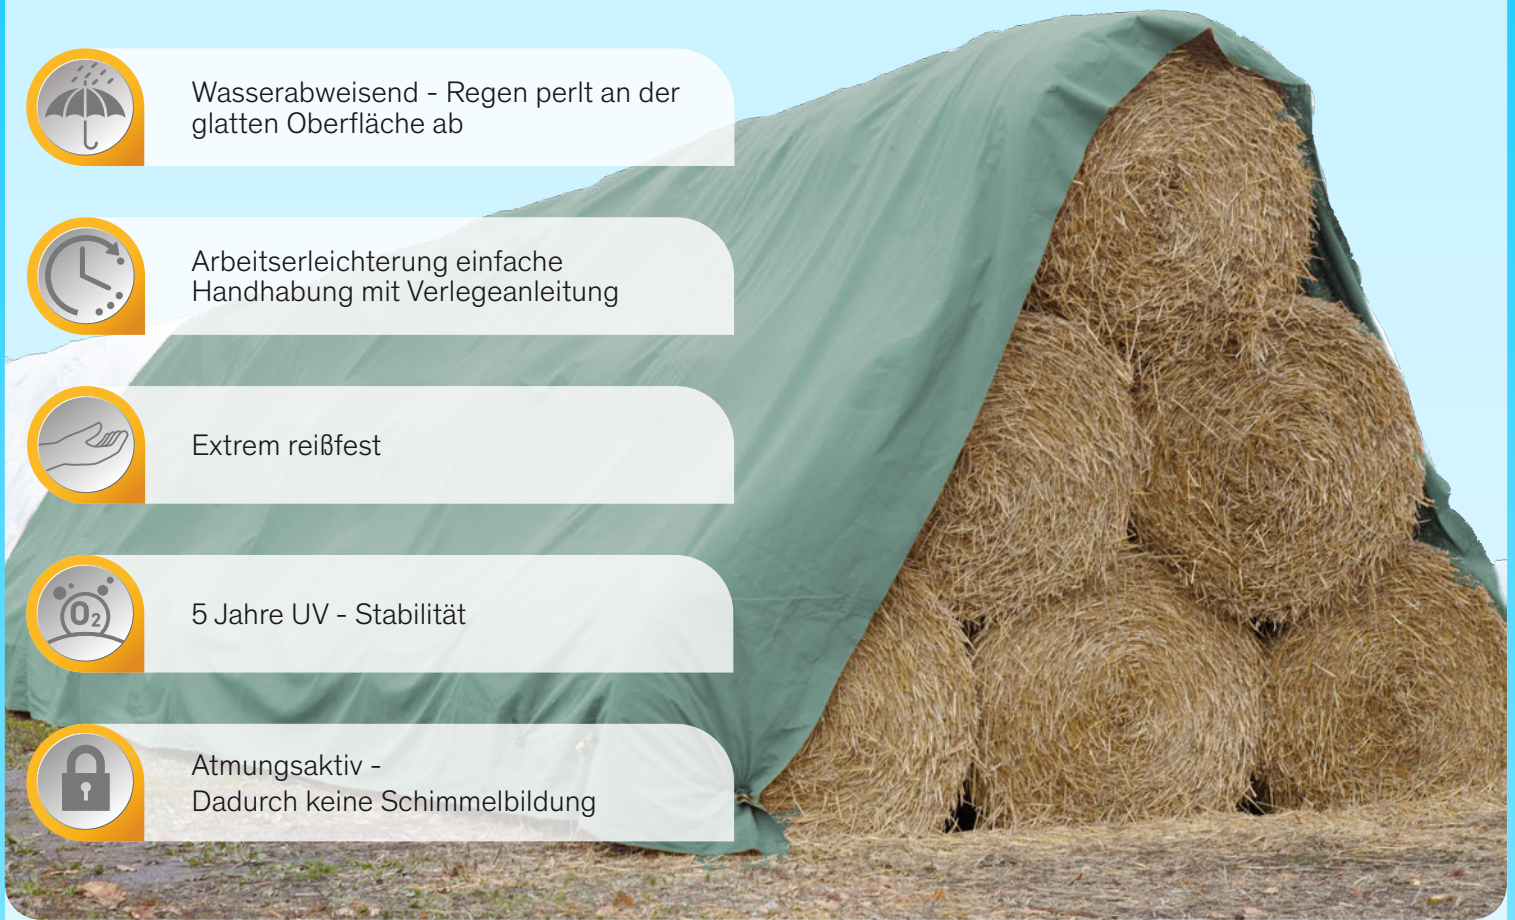 Wasserabweisend - Regen perlt an der
glatten Oberfläche ab
Arbeitserleichterung einfache
Handhabung mit Verlegeanleitung
Extrem reißfest
O2
5 Jahre UV - Stabilität
Atmungsaktiv -
Dadurch keine Schimmelbildung